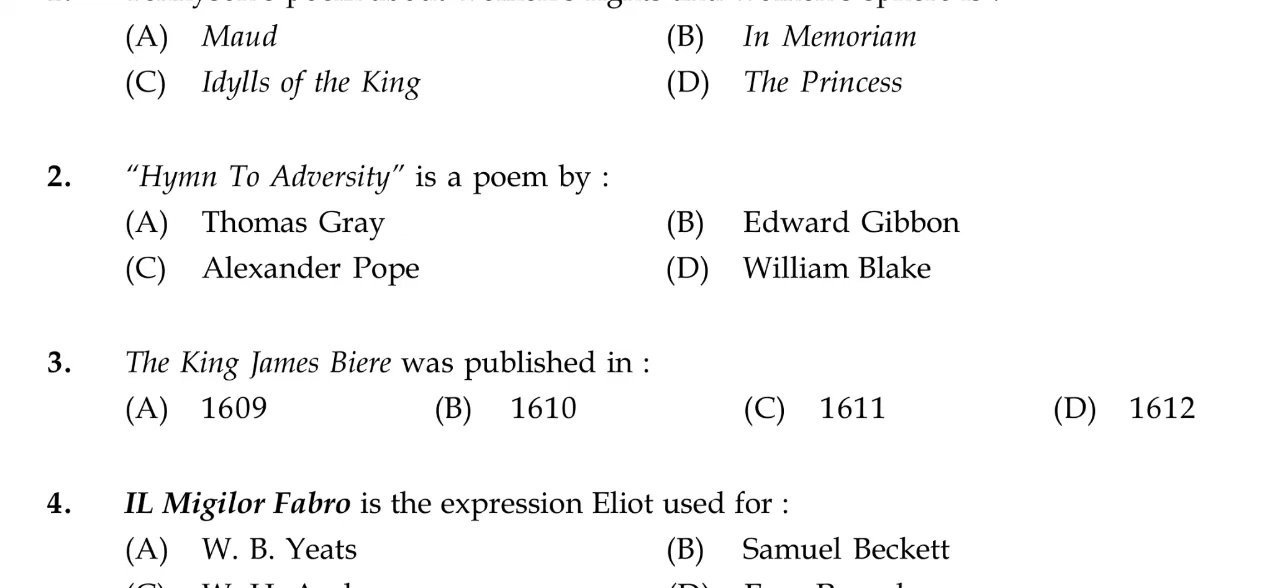 (A) Maud (B) In Memoriam
(C) Idylls of the King (D) The Princess
2. “Hymn To Adversity” is a poem by :
(A) Thomas Gray (B) Edward Gibbon
(C) Alexander Pope (D) William Blake
3. The King James Biere was published in :
(A) 1609 (B) 1610 (C) 1611 (D) 1612
4. IL Migilor Fabro is the expression Eliot used for :
(A) W. B. Yeats (B) Samuel Beckett